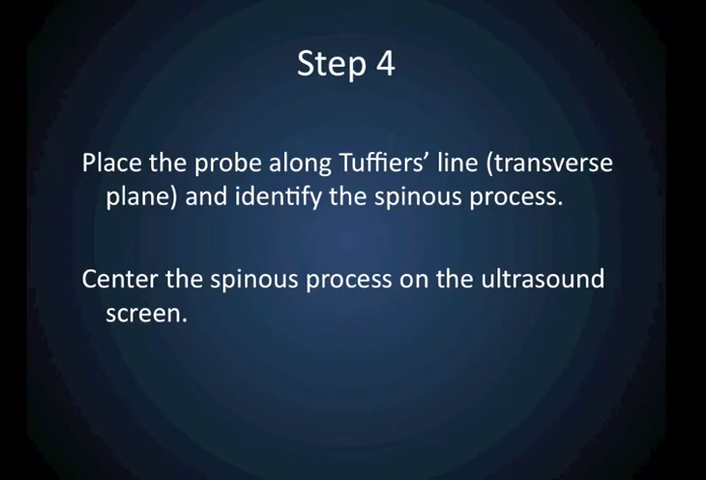 Step 4
Place the probe along Tuffiers’ line (transverse
plane) and identify the spinous process.
Center the spinous process on the ultrasound
screen.